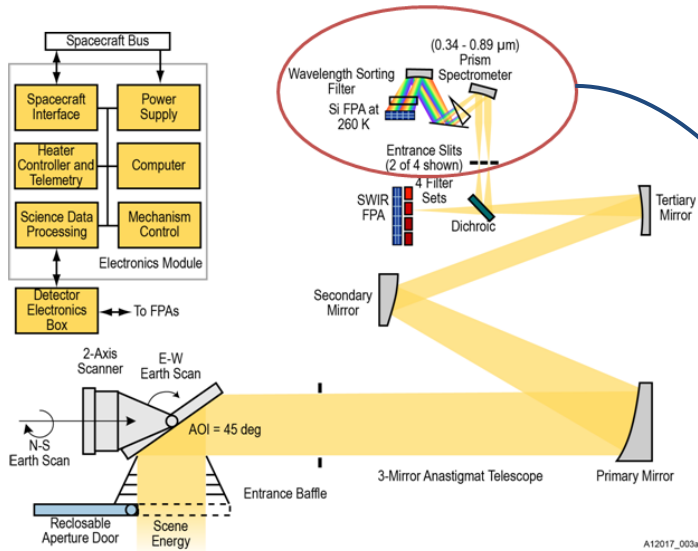 Spacecraft Bus
Spacecraft
Interface
Power
Supply
Heater
Controller and
Telemetry
Computer
Science Data
Processing
Mechanism
Control
Electronics Module
Detector
Electronics
Box
To FPAs
(0.34 - 0.89 µm)
Prism
Spectrometer
Wavelength Sorting
Filter
Si FPA at
260 K
Entrance Slits
(2 of 4 shown)
4 Filter
Sets
SWIR
FPA
Dichroic
Tertiary
Mirror
Secondary
Mirror
2-Axis
Scanner
E-W
Earth Scan
N-S
Earth Scan
AOI = 45 deg
3-Mirror Anastigmat Telescope
Primary Mirror
Entrance Baffle
Reclosable
Aperture Door
Scene
Energy
A12017_003a